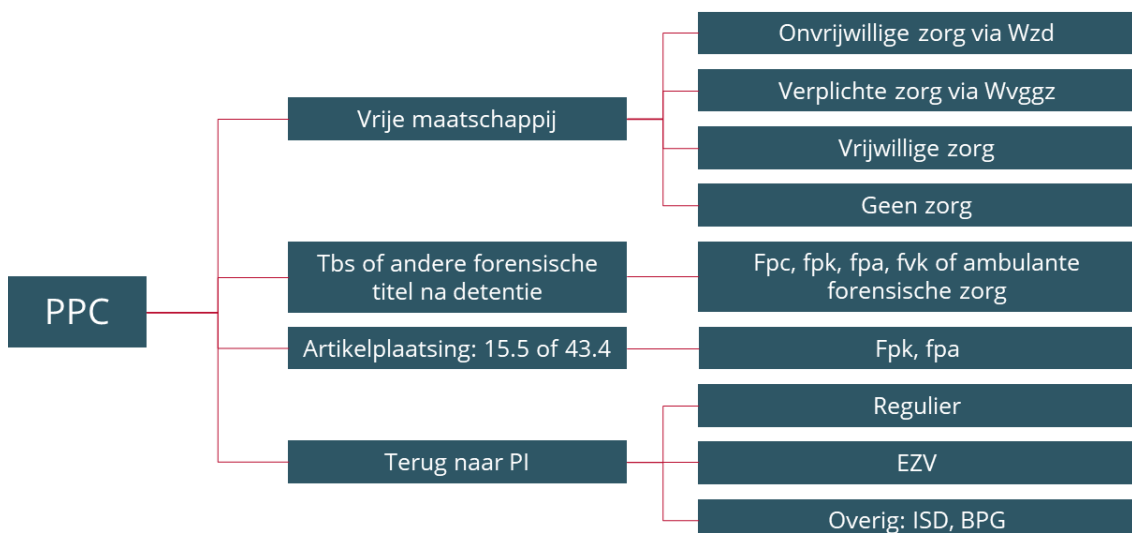 PPC
Vrije maatschappij
Onvrijwillige zorg via Wzd
Verplichte zorg via Wvggz
Vrijwillige zorg
Geen zorg
Tbs of andere forensische
titel na detentie
Fpc, fpk, fpa, fvk of ambulante
forensische zorg
Artikelplaatsing: 15.5 of 43.4
Fpk, fpa
Terug naar PI
Regulier
EZV
Overig: ISD, BPG